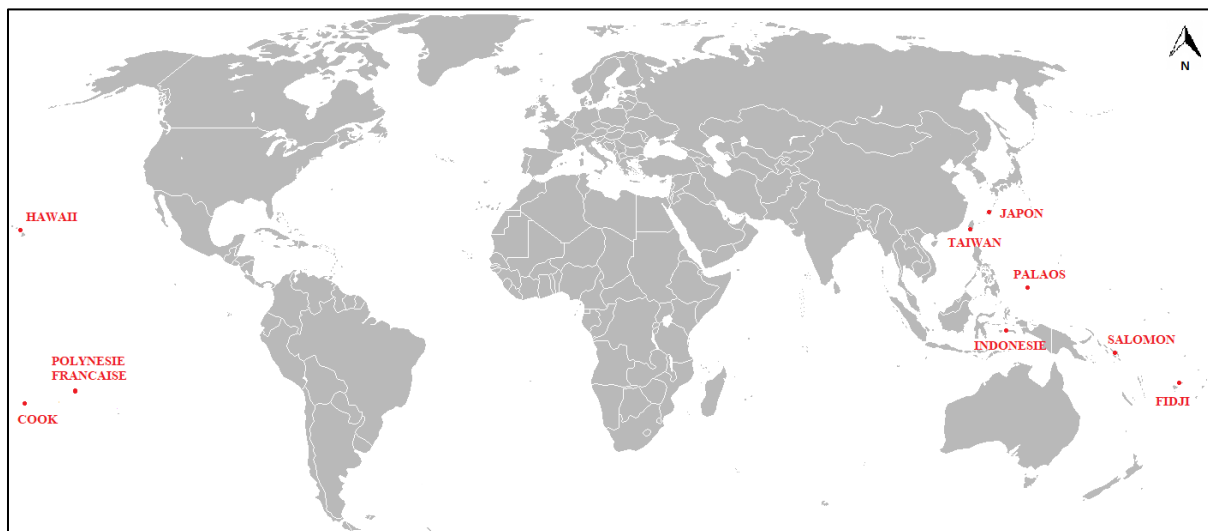 N
HAWAII
JAPON
TAIWAN
PALAOS
INDONESIE
SALOMON
POLYNESIE
FRANCAISE
FIDJI
COOK